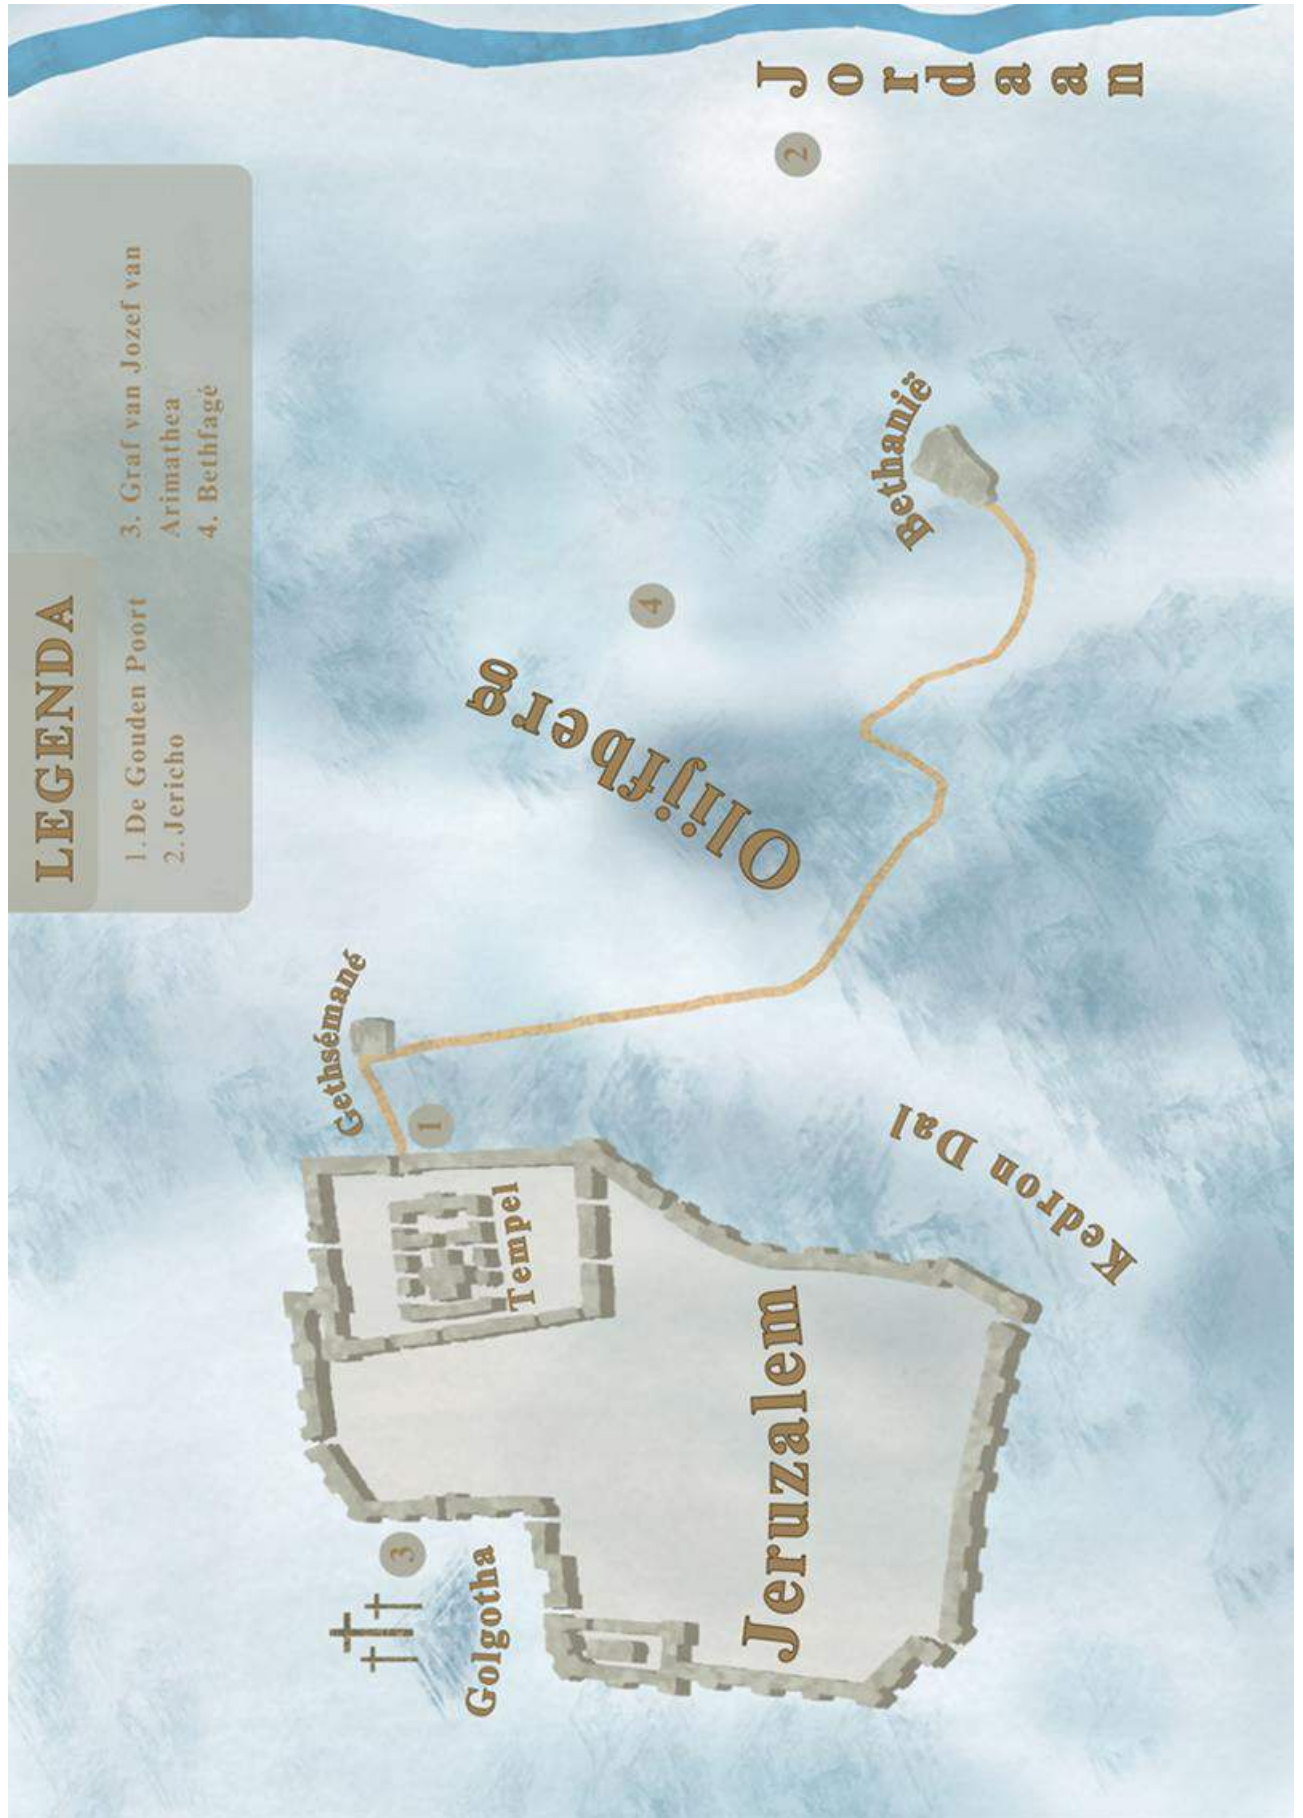 LEGENDA
1. De Gouden Poort
2. Jericho
3. Graf van Jozef van
Arimathea
4. Bethfagé
Golgotha
3
Tempel
Gethsémané
1
Jeruzalem
Olijfberg
4
Kedron Dal
Bethanië
2
Jordaan